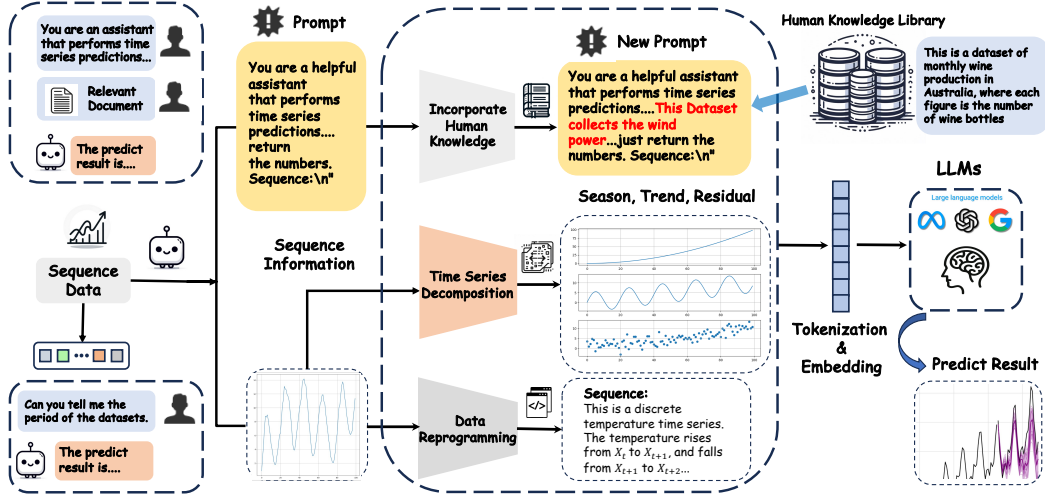 You are an assistant
that performs time
series predictions...
Relevant
Document
The predict
result is....
Sequence
Data
Can you tell me the
period of the datasets.
The predict
result is....
Prompt
You are a helpful
assistant
that performs
time series
predictions....
return
the numbers.
Sequence:\n"
Sequence
Information
Incorporate
Human
Knowledge
Time Series
Decomposition
Data
Reprogramming
</>
New Prompt
You are a helpful assistant
that performs time series
predictions....This Dataset
collects the wind
power...just return the
numbers. Sequence:\n"
Season, Trend, Residual
Sequence:
This is a discrete
temperature time series.
The temperature rises
from Xt to Xt+1, and falls
from Xt+1 to Xt+2...
Human Knowledge Library
This is a dataset of
monthly wine
production in
Australia, where each
figure is the number
of wine bottles
Tokenization
&
Embedding
LLMs
Large language models
Predict Result